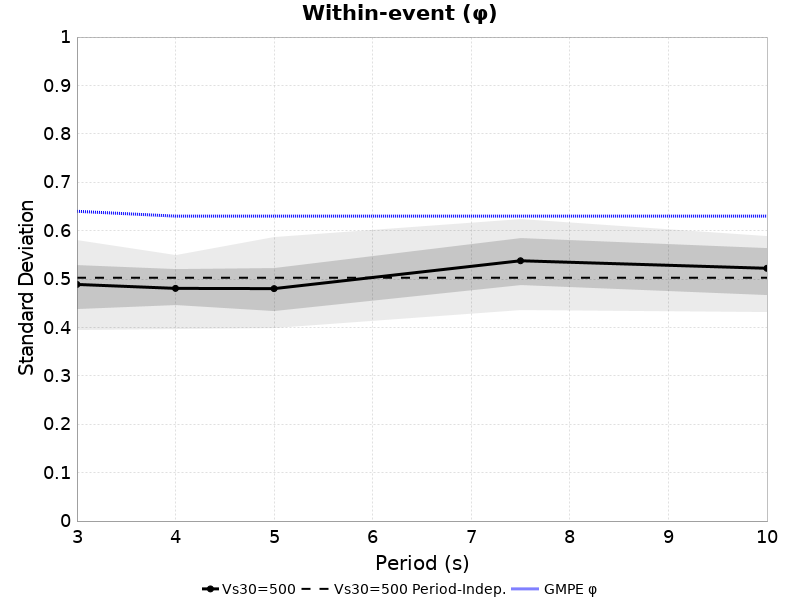 Within-event (φ)
Standard Deviation
1
0.9
0.8
0.7
0.6
0.5
0.4
0.3
0.2
0.1
0
3 4 5 6 7 8 9 10
Period (s)
Vs30=500 Vs30=500 Period-Indep. GMPE φ